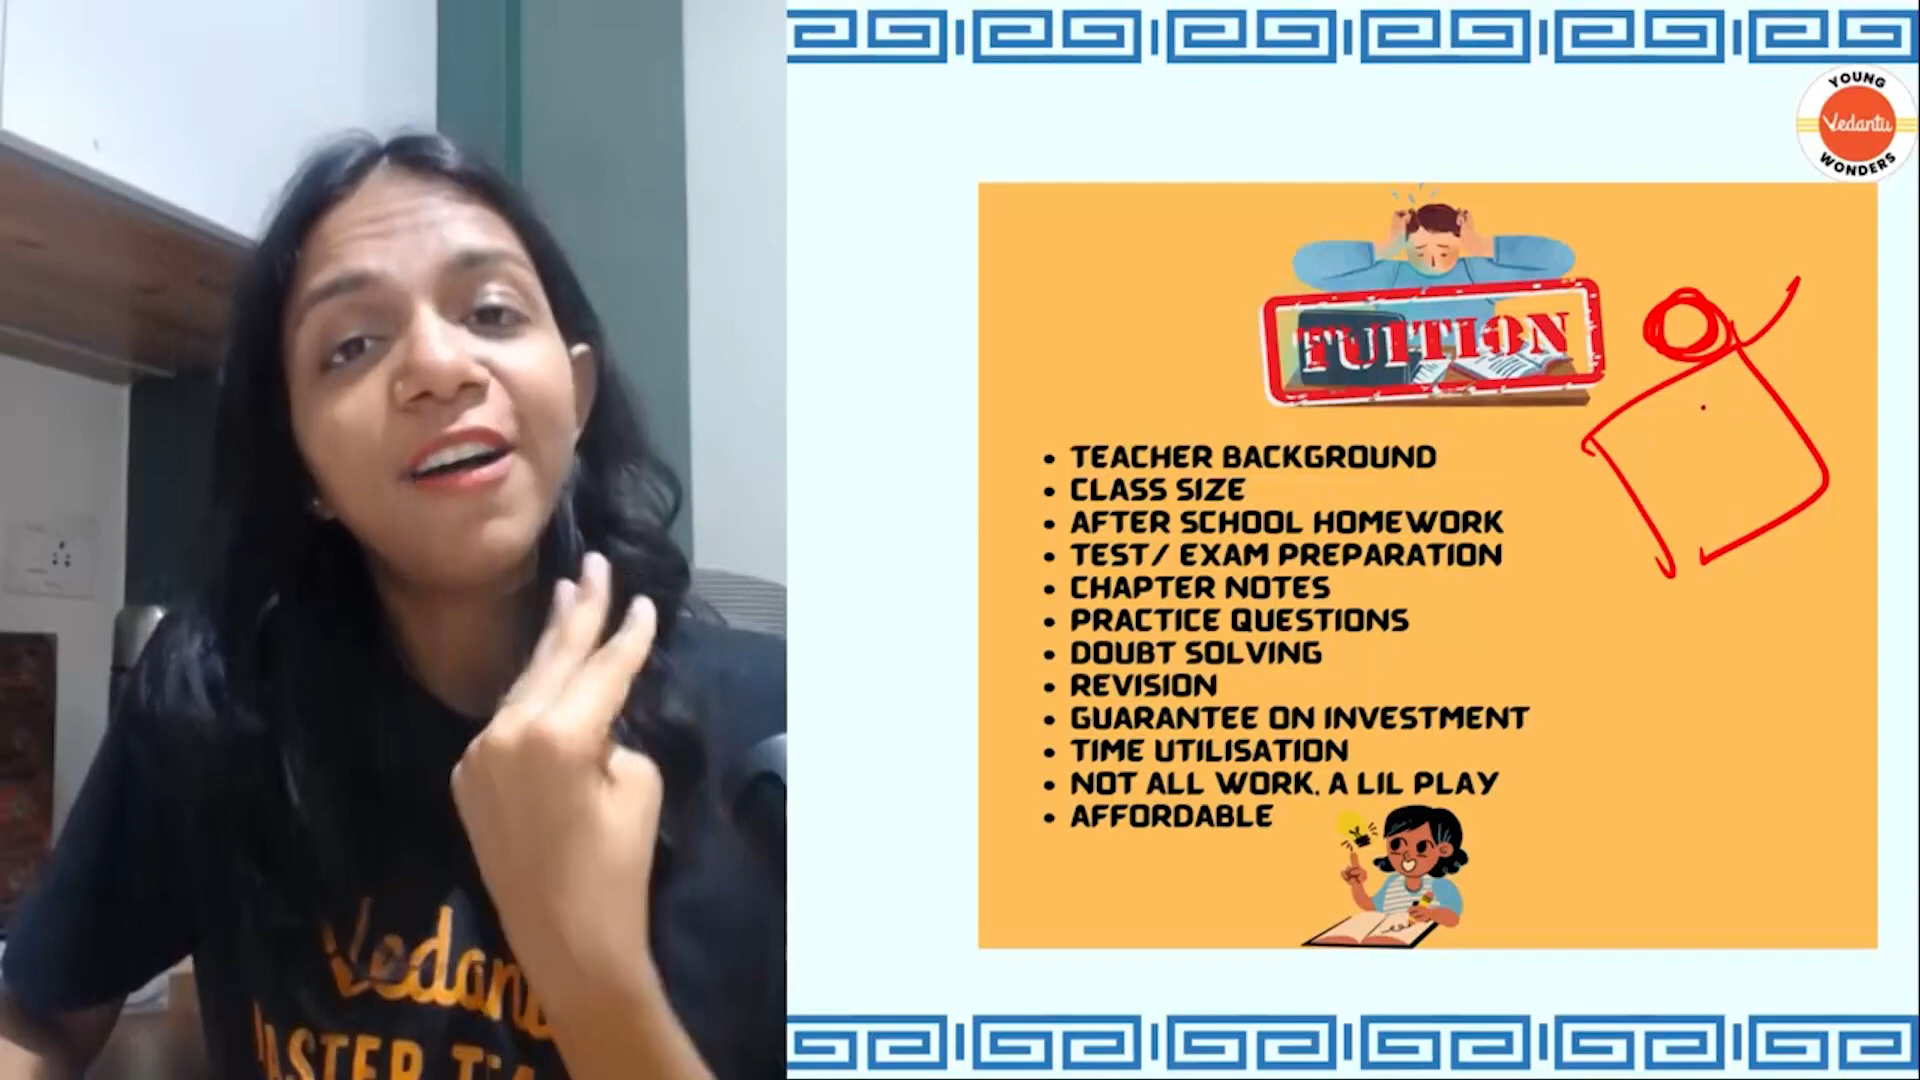 YOUNG
Vedantu
WONDERS
TUITION
• TEACHER BACKGROUND
• CLASS SIZE
• AFTER SCHOOL HOMEWORK
• TEST/ EXAM PREPARATION
• CHAPTER NOTES
• PRACTICE QUESTIONS
• DOUBT SOLVING
• REVISION
• GUARANTEE ON INVESTMENT
• TIME UTILISATION
• NOT ALL WORK, A LIL PLAY
• AFFORDABLE